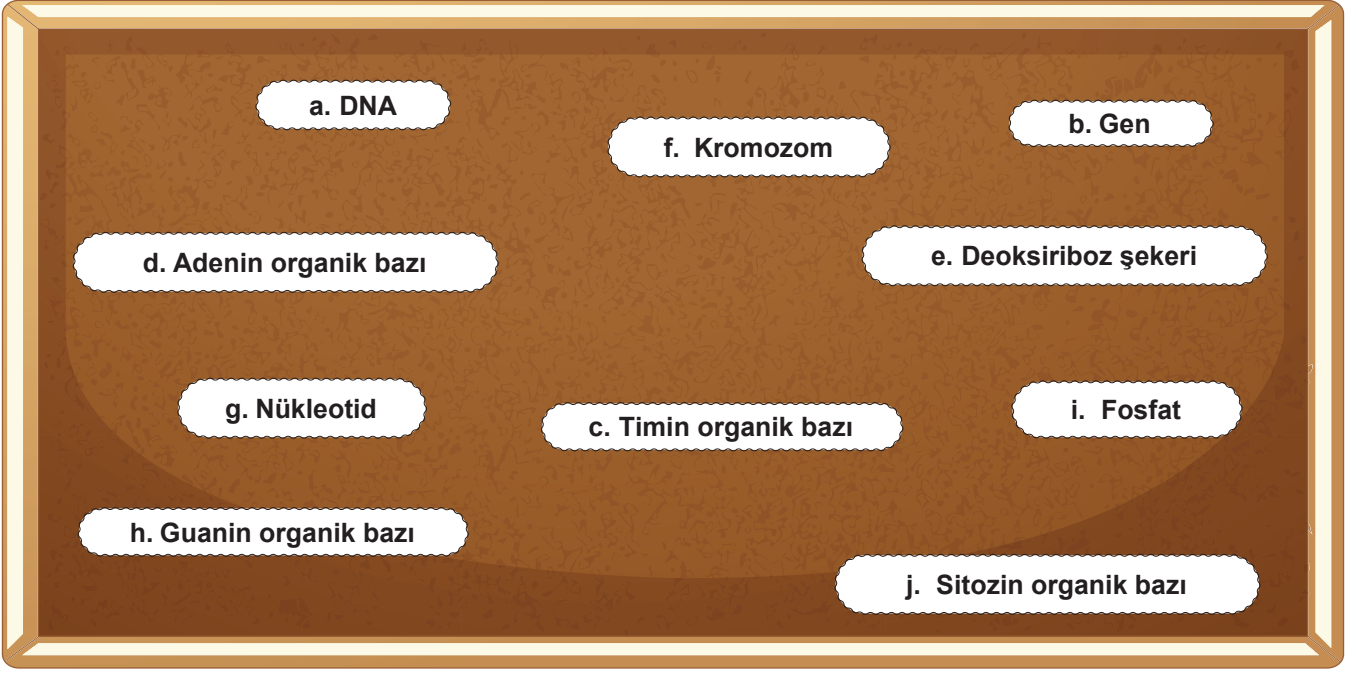 a. DNA
f. Kromozom
b. Gen
d. Adenin organik bazı
e. Deoksiriboz şekeri
g. Nükleotid
c. Timin organik bazı
i. Fosfat
h. Guanin organik bazı
j. Sitozin organik bazı